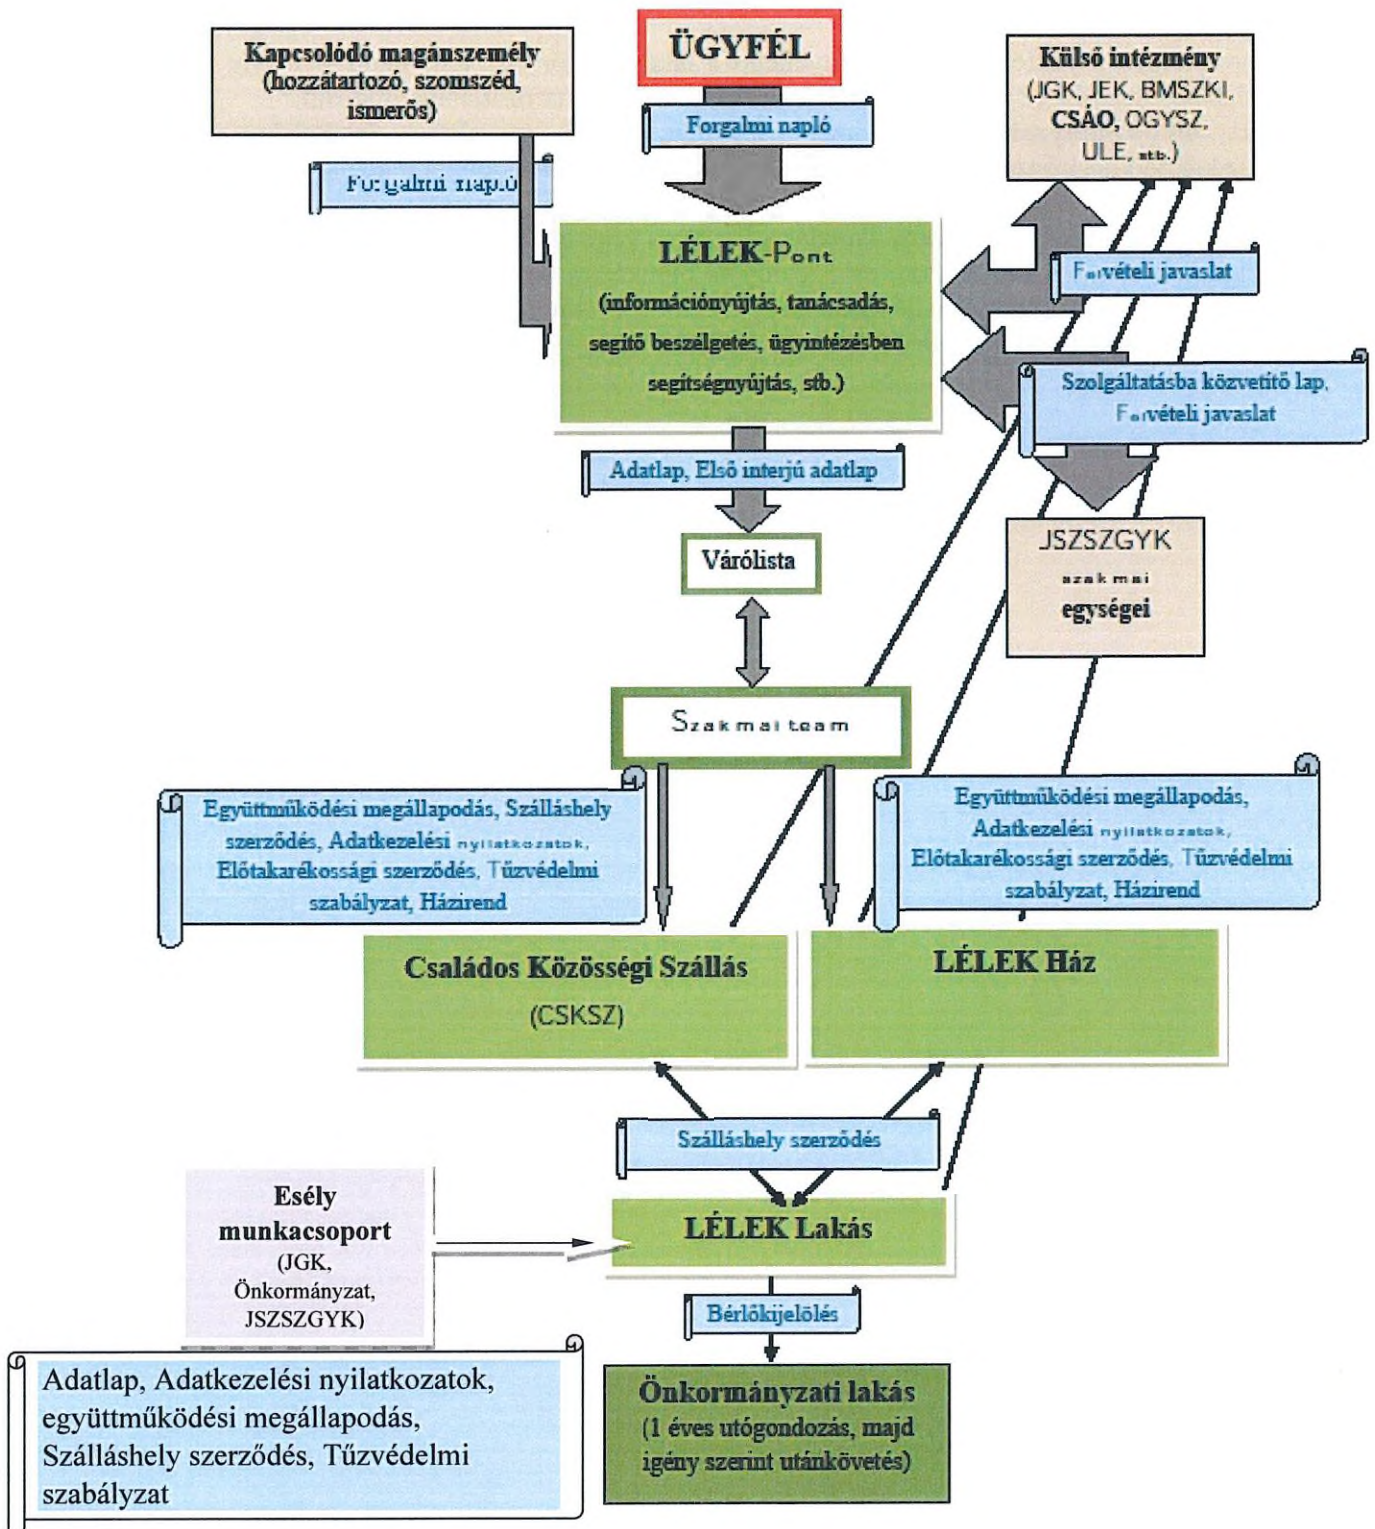 Kapcsolódó magánszemély
(hozzátartozó, szomszéd,
ismerős)
ÜGYFÉL
Forgalmi napló
Külső intézmény
(JGK, JEK, BMSZKI,
CSÁO, OGYSZ,
ULE, stb.)
Forgalmi napló
LÉLEK-Pont
(információnyújtás, tanácsadás,
segítő beszélgetés, ügyintézésben
segítségnyújtás, stb.)
Felvételi javaslat
Szolgáltatásba közvetítő lap,
Felvételi javaslat
Adatlap, Első interjú adatlap
Várólista
JSZSZGYK
szakmai
egységei
Szakmai team
Együttműködési megállapodás, Szálláshely
szerződés, Adatkezelési nyilatkozatok,
Előtakarékossági szerződés, Tűzvédelmi
szabályzat, Házirend
Együttműködési megállapodás,
Adatkezelési nyilatkozatok,
Előtakarékossági szerződés, Tűzvédelmi
szabályzat, Házirend
Családos Közösségi Szállás
(CSKSZ)
LÉLEK Ház
Szálláshely szerződés
Esély
munkacsoport
(JGK,
Önkormányzat,
JSZSZGYK)
LÉLEK Lakás
Bérlőkijelölés
Adatlap, Adatkezelési nyilatkozatok,
együttműködési megállapodás,
Szálláshely szerződés, Tűzvédelmi
szabályzat
Önkormányzati lakás
(1 éves utógondozás, majd
igény szerint utánkövetés)